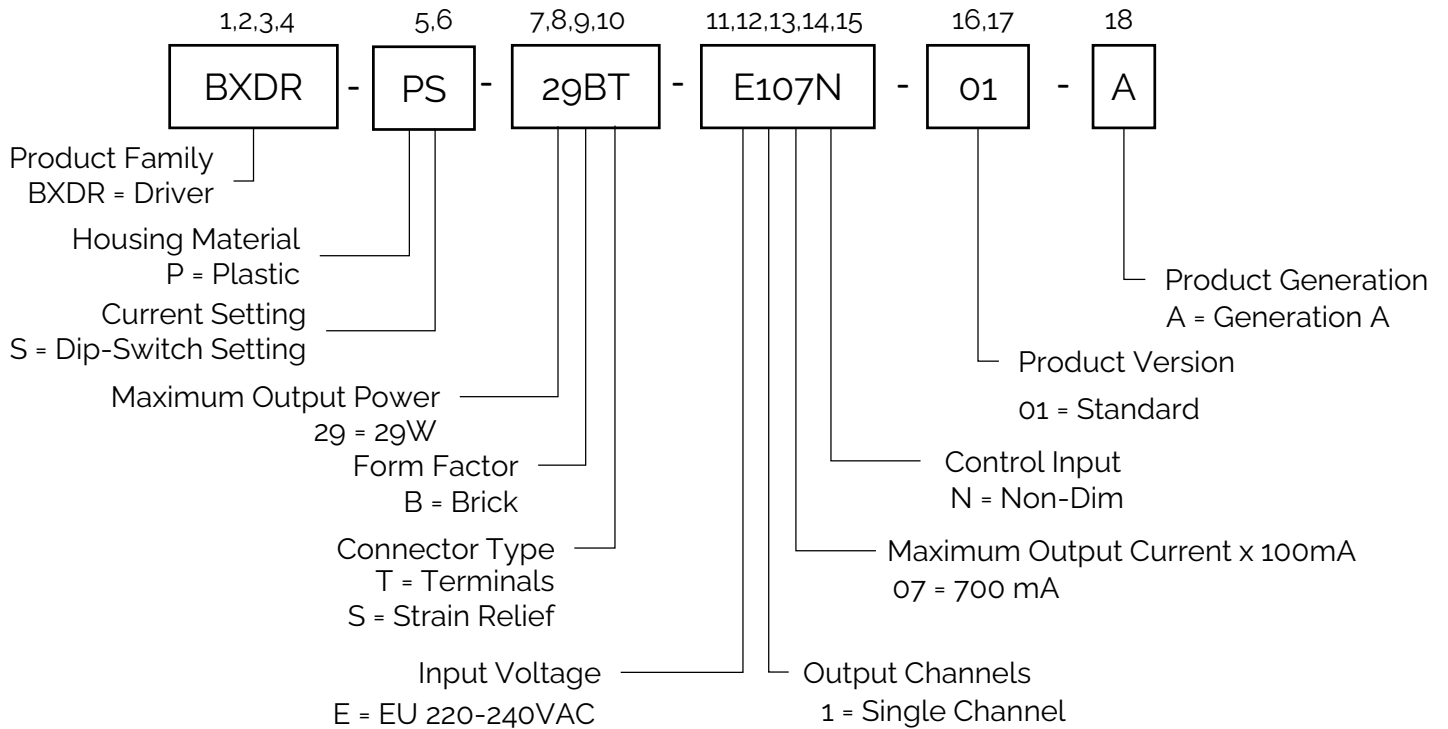 1,2,3,4 5,6 7,8,9,10 11,12,13,14,15 16,17 18
BXDR - PS - 29BT - E107N - 01 - A
Product Family
BXDR = Driver
Housing Material
P = Plastic
Current Setting
S = Dip-Switch Setting
Maximum Output Power
29 = 29W
Form Factor
B = Brick
Connector Type
T = Terminals
S = Strain Relief
Input Voltage
E = EU 220-240VAC
Output Channels
1 = Single Channel
Maximum Output Current x 100mA
07 = 700 mA
Control Input
N = Non-Dim
Product Version
01 = Standard
Product Generation
A = Generation A